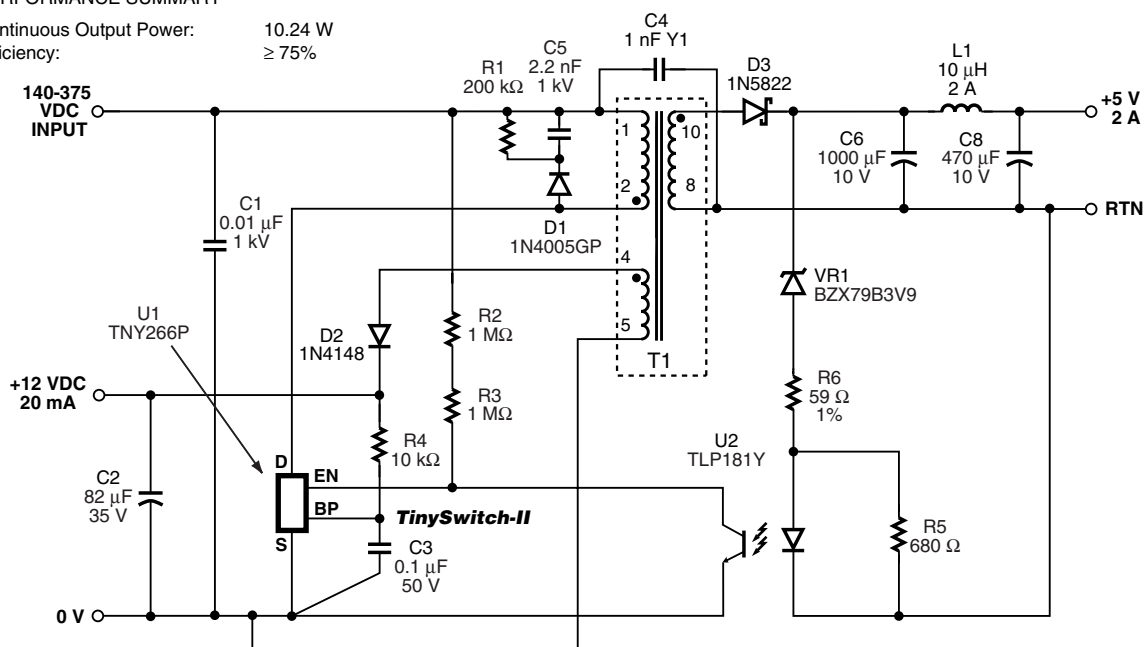 ntinuous Output Power: 10.24 W
iciency: ≥ 75%
C4
1 nF Y1
C5
2.2 nF
1 kV
R1
200 kΩ
D3
1N5822
L1
10 µH
2 A
140-375
VDC
INPUT
+5 V
2 A
1
10
2
8
C6
1000 µF
10 V
C8
470 µF
10 V
RTN
C1
0.01 µF
1 kV
D1
1N4005GP
4
5
T1
VR1
BZX79B3V9
U1
TNY266P
D2
1N4148
R2
1 MΩ
+12 VDC
20 mA
R3
1 MΩ
R6
59 Ω
1%
R4
10 kΩ
U2
TLP181Y
D
EN
BP
S
TinySwitch-II
C2
82 µF
35 V
C3
0.1 µF
50 V
R5
680 Ω
0 V